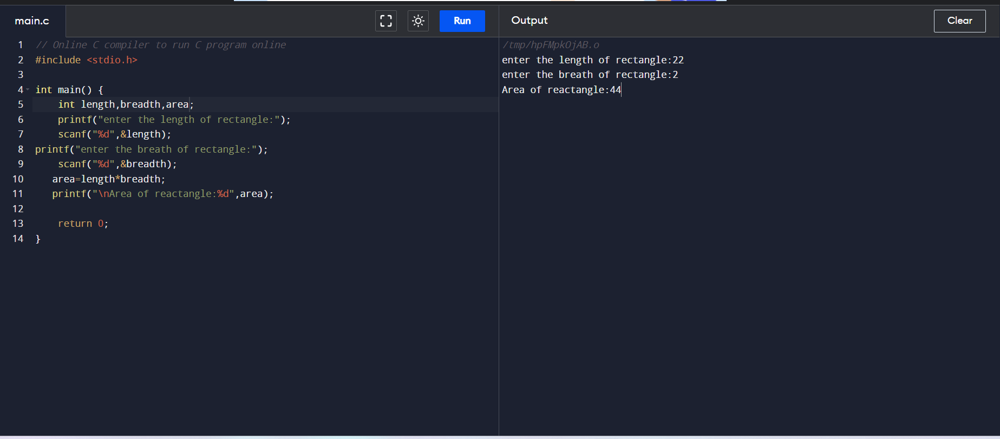 main.c
Run
Output
Clear
1 // Online C compiler to run C program online
2 #include <stdio.h>
3
4 int main() {
5     int length,breadth,area;
6     printf("enter the length of rectangle:");
7     scanf("%d",&length);
8 printf("enter the breath of rectangle:");
9     scanf("%d",&breadth);
10    area=length*breadth;
11    printf("\nArea of reactangle:%d",area);
12
13     return 0;
14 }
/tmp/hpFMpkOjAB.o
enter the length of rectangle:22
enter the breath of rectangle:2
Area of reactangle:44